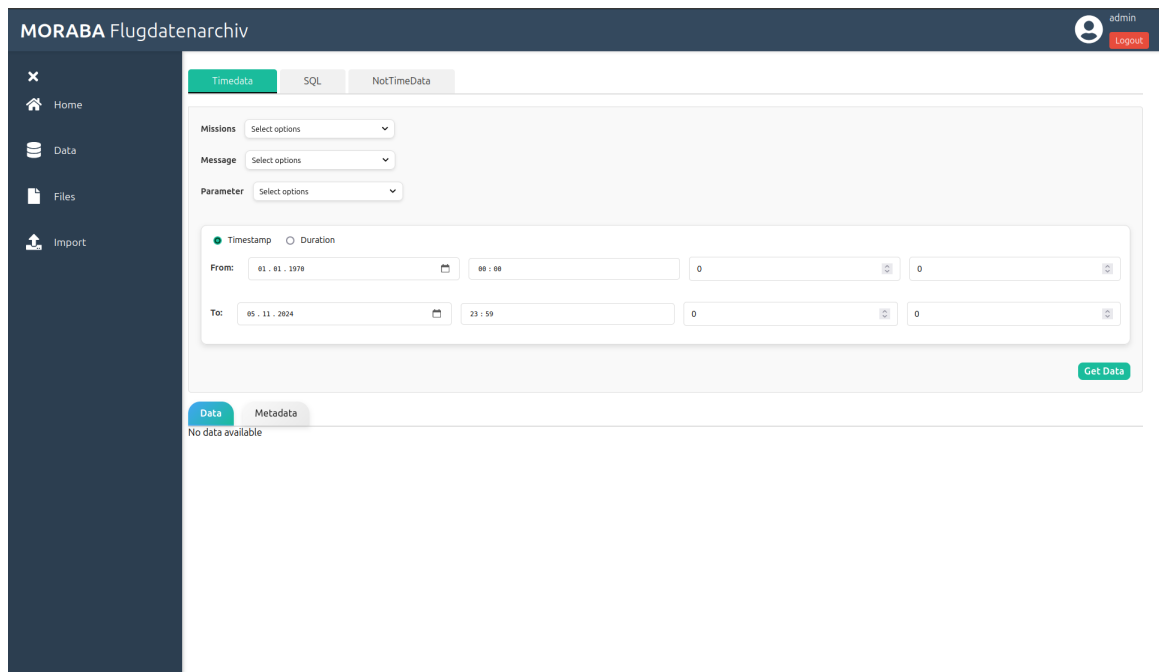 MORABA Flugdatenarchiv
admin
Logout
Home
Data
Files
Import
Timedata SQL NotTimeData
Missions Select options
Message Select options
Parameter Select options
Timestamp Duration
From: 01.01.1970 00:00 0 0
To: 05.11.2024 23:59 0 0
Get Data
Data Metadata
No data available